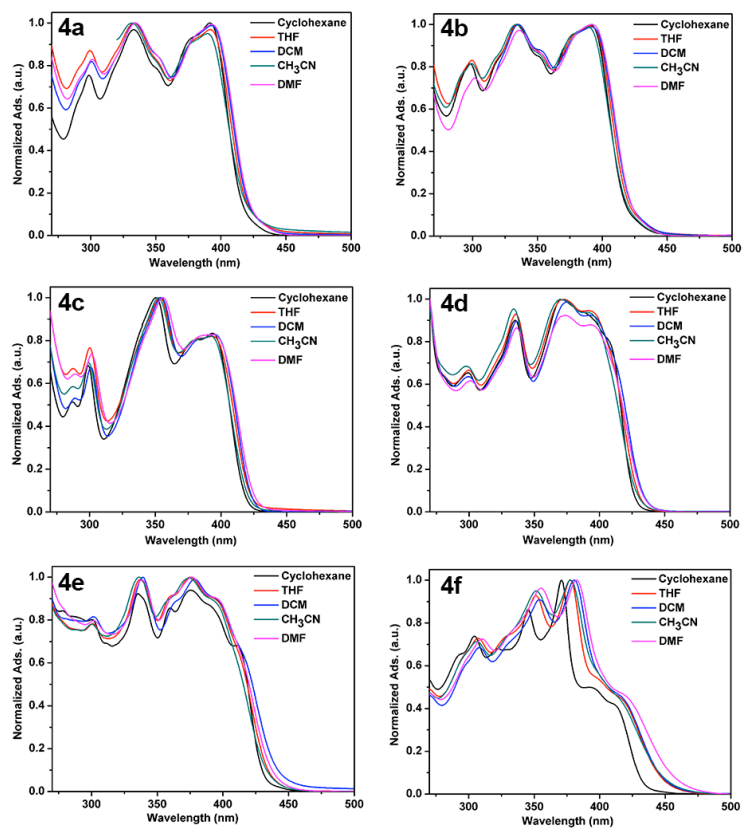 4a
Cyclohexane
THF
DCM
CH3CN
DMF
Normalized Ads. (a.u.)
1.0
0.8
0.6
0.4
0.2
0.0
300 350 400 450 500
Wavelength (nm)
4b
Cyclohexane
THF
DCM
CH3CN
DMF
Normalized Ads. (a.u.)
1.0
0.8
0.6
0.4
0.2
0.0
300 350 400 450 500
Wavelength (nm)
4c
Cyclohexane
THF
DCM
CH3CN
DMF
Normalized Ads. (a.u.)
1.0
0.8
0.6
0.4
0.2
0.0
300 350 400 450 500
Wavelength (nm)
4d
Cyclohexane
THF
DCM
CH3CN
DMF
Normalized Ads. (a.u.)
1.0
0.8
0.6
0.4
0.2
0.0
300 350 400 450 500
Wavelength (nm)
4e
Cyclohexane
THF
DCM
CH3CN
DMF
Normalized Ads. (a.u.)
1.0
0.8
0.6
0.4
0.2
0.0
300 350 400 450 500
Wavelength (nm)
4f
Cyclohexane
THF
DCM
CH3CN
DMF
Normalized Ads. (a.u.)
1.0
0.8
0.6
0.4
0.2
0.0
300 350 400 450 500
Wavelength (nm)